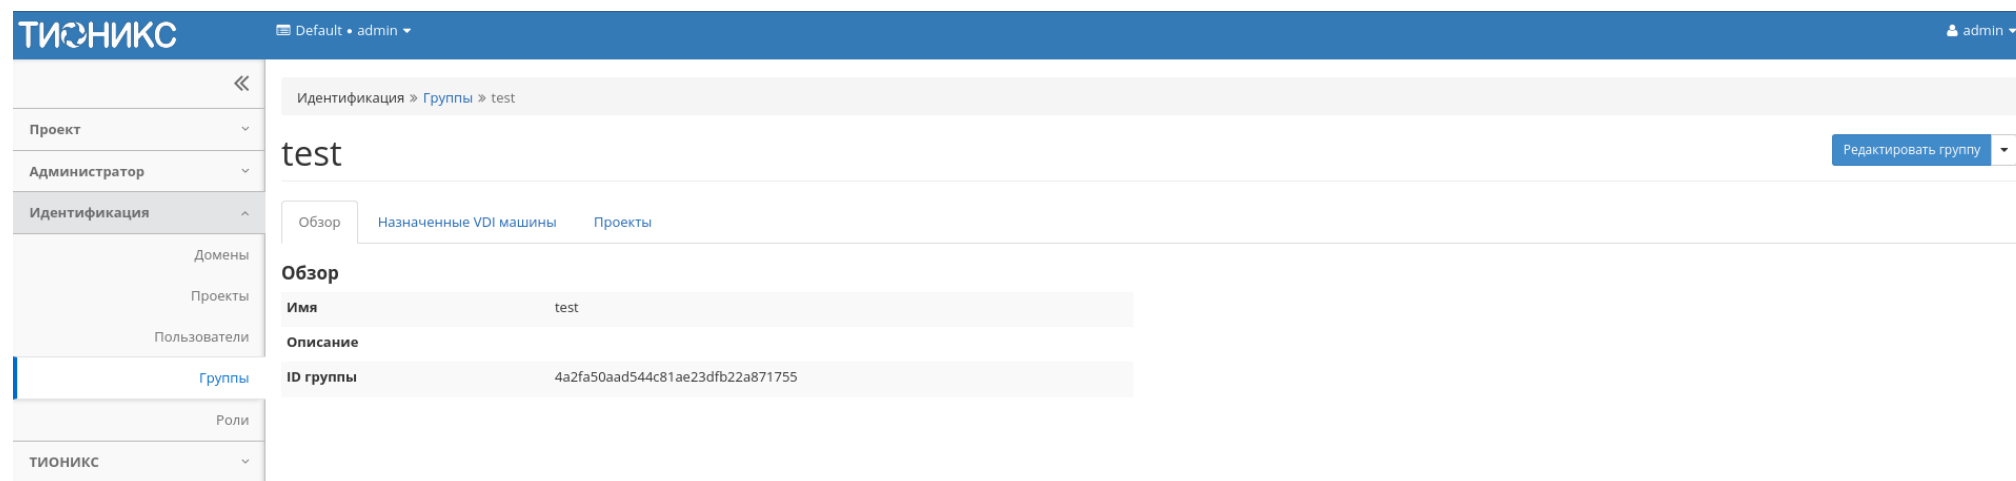 ТИОНИКС
Default • admin
admin
Идентификация » Группы » test
Проект
Администратор
Идентификация
Домены
Проекты
Пользователи
Группы
Роли
ТИОНИКС
test
Редактировать группу
Обзор
Назначенные VDI машины
Проекты
Обзор
Имя test
Описание
ID группы 4a2fa50aad544c81ae23dfb22a871755